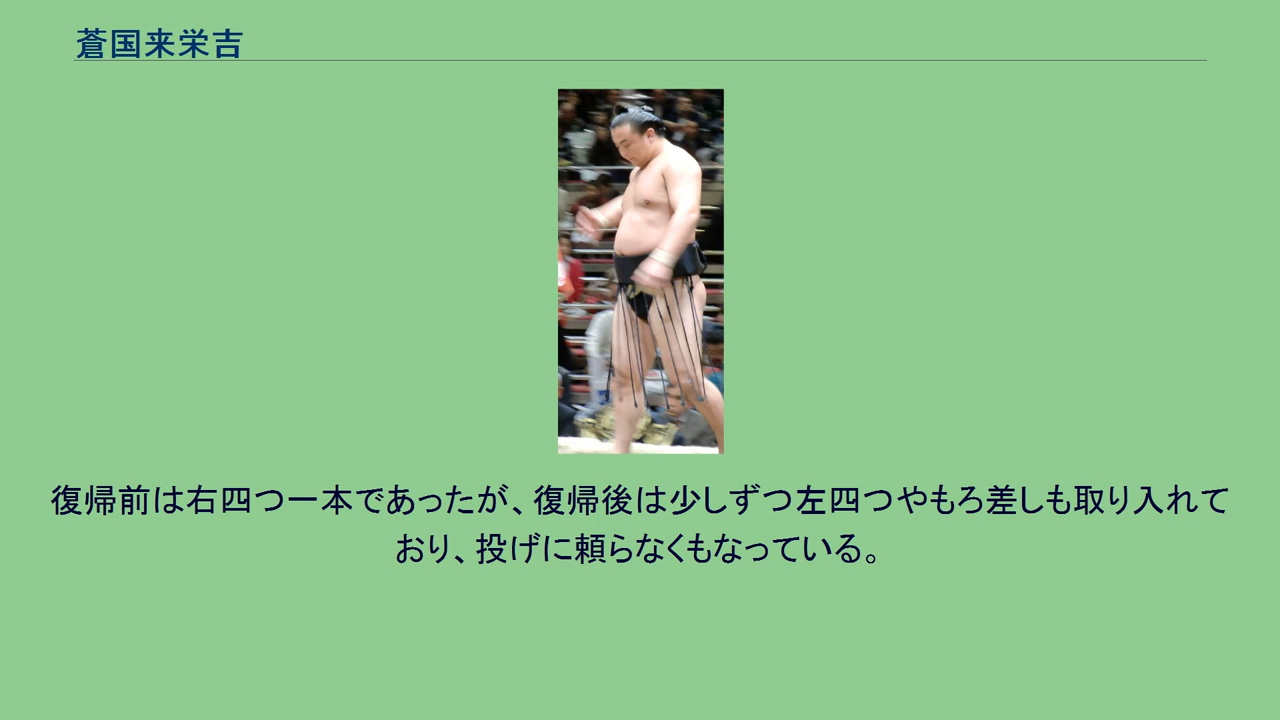 蒼国来栄吉
復帰前は右四つ一本であったが、復帰後は少しずつ左四つやもろ差しも取り入れて
おり、投げに頼らなくもなっている。